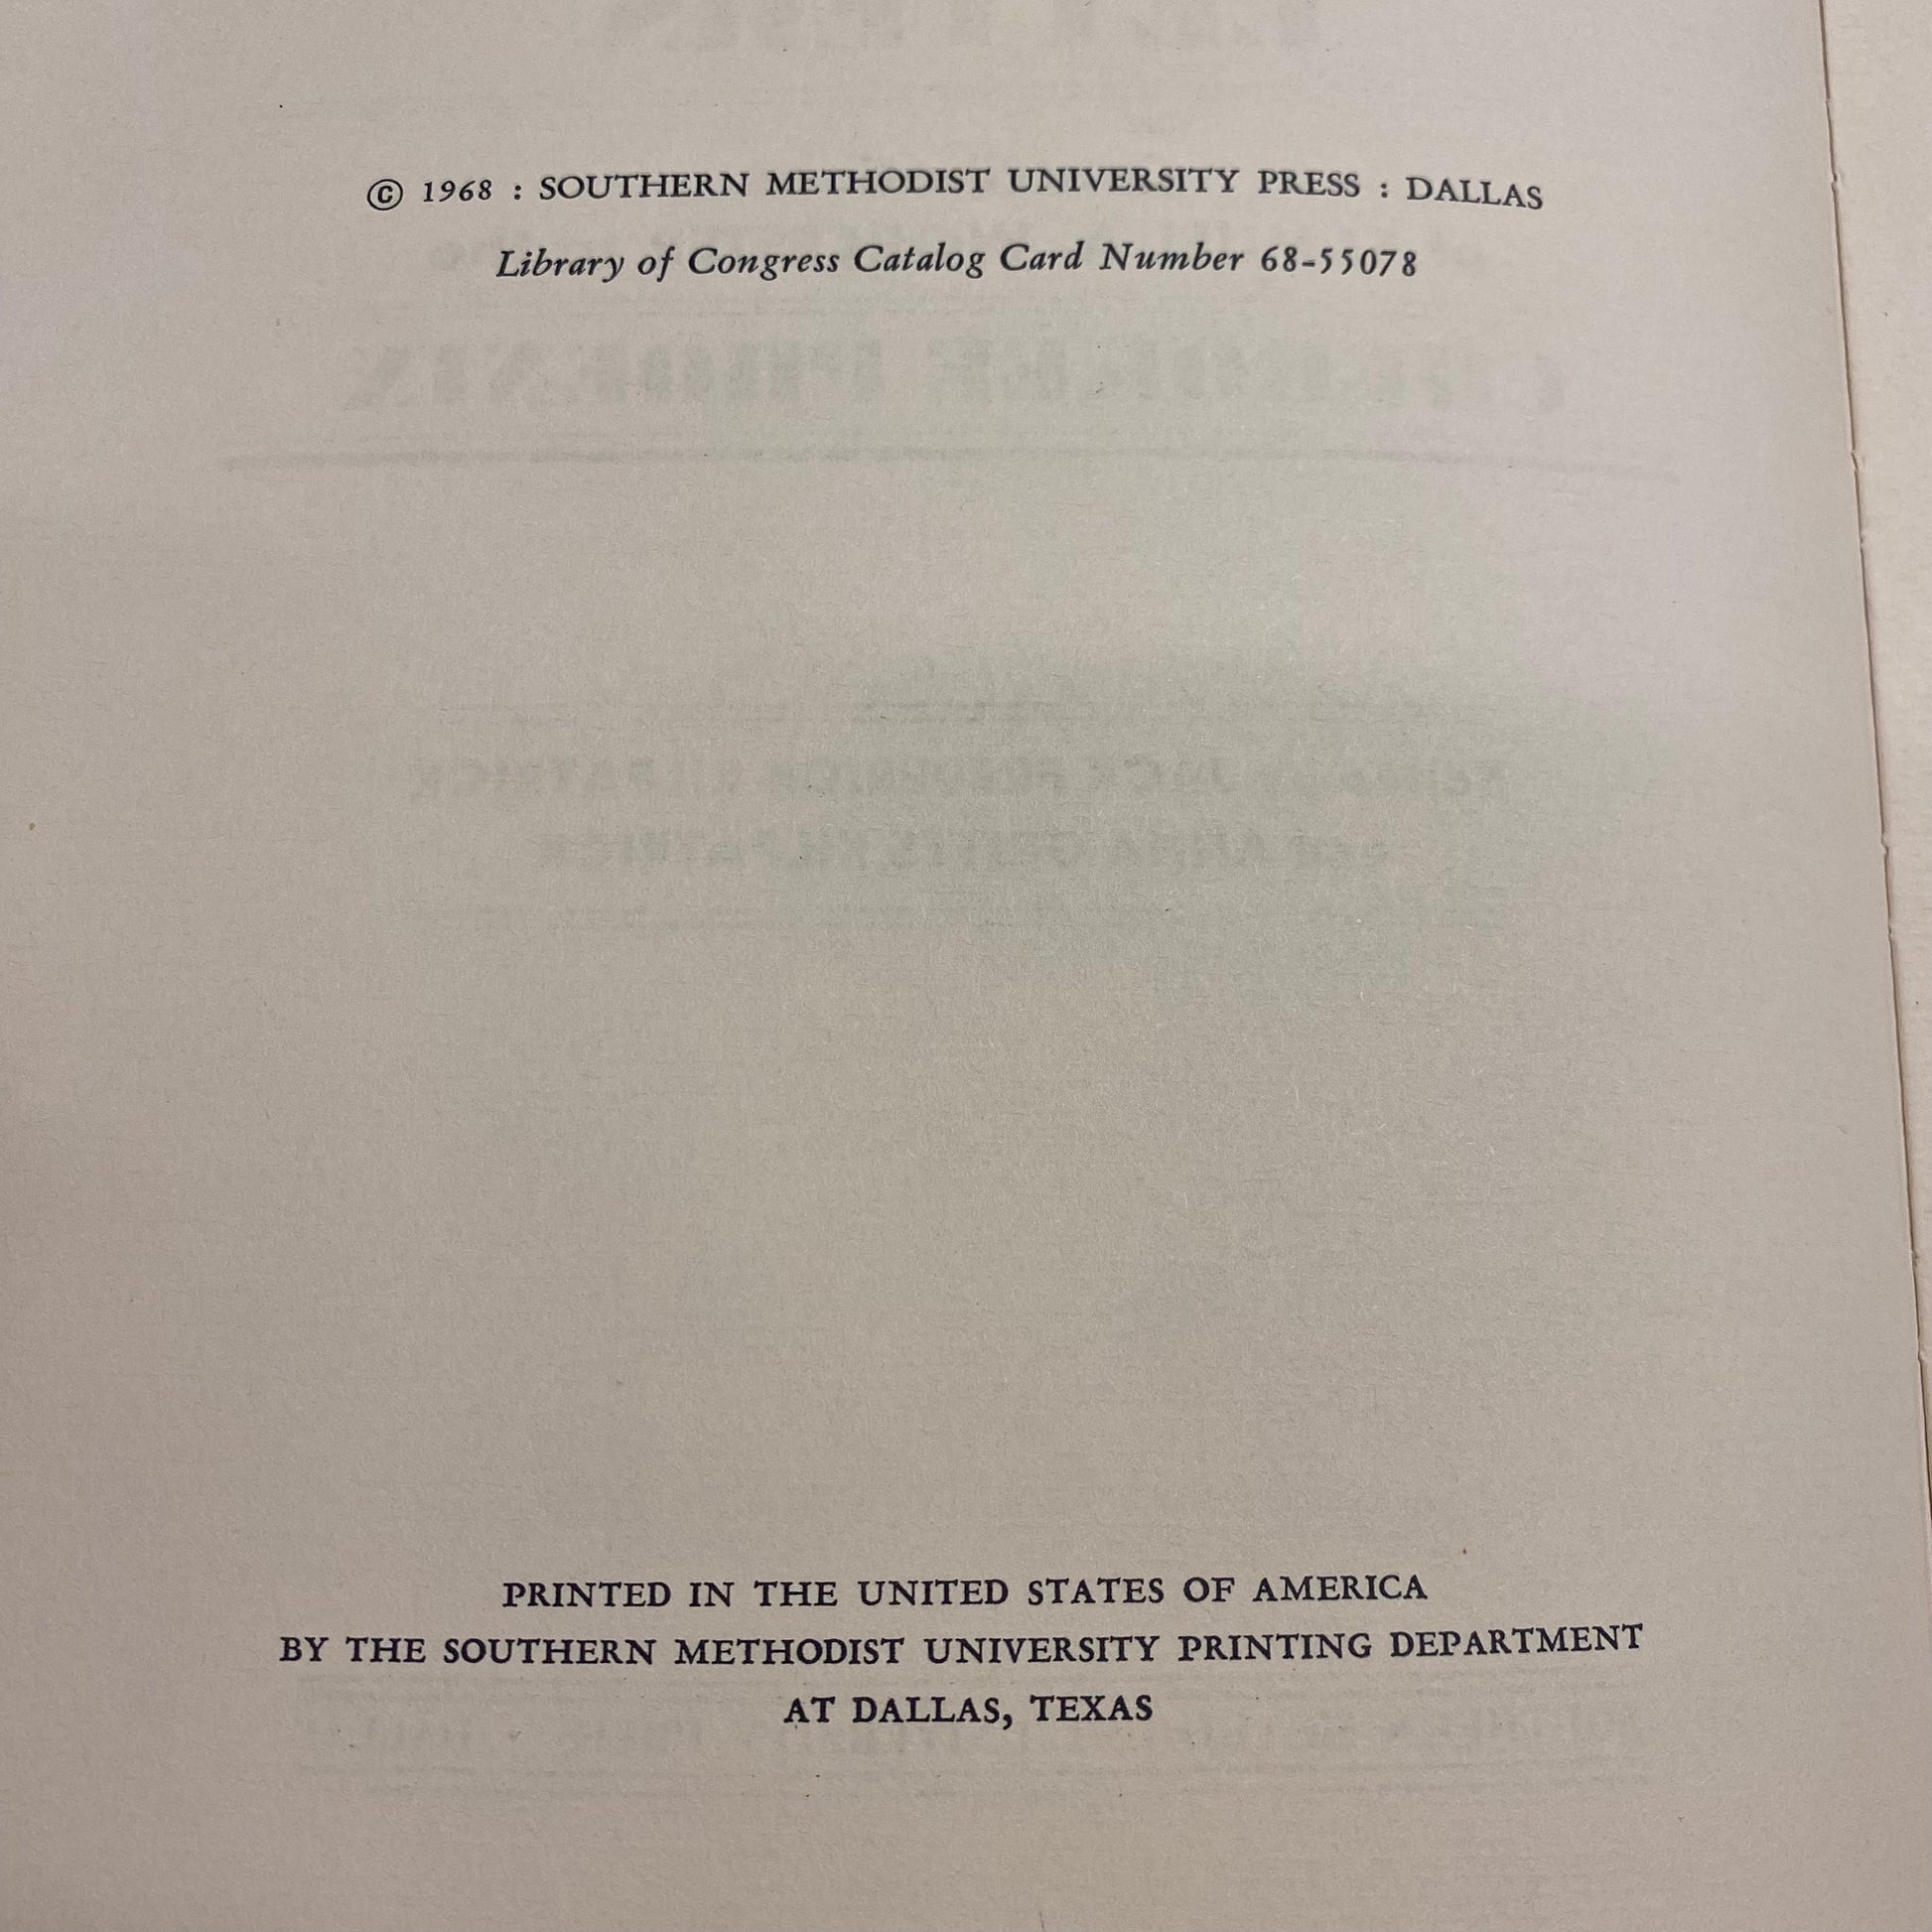 © 1968 : SOUTHERN METHODIST UNIVERSITY PRESS : DALLAS
Library of Congress Catalog Card Number 68-55078
PRINTED IN THE UNITED STATES OF AMERICA
BY THE SOUTHERN METHODIST UNIVERSITY PRINTING DEPARTMENT
AT DALLAS, TEXAS